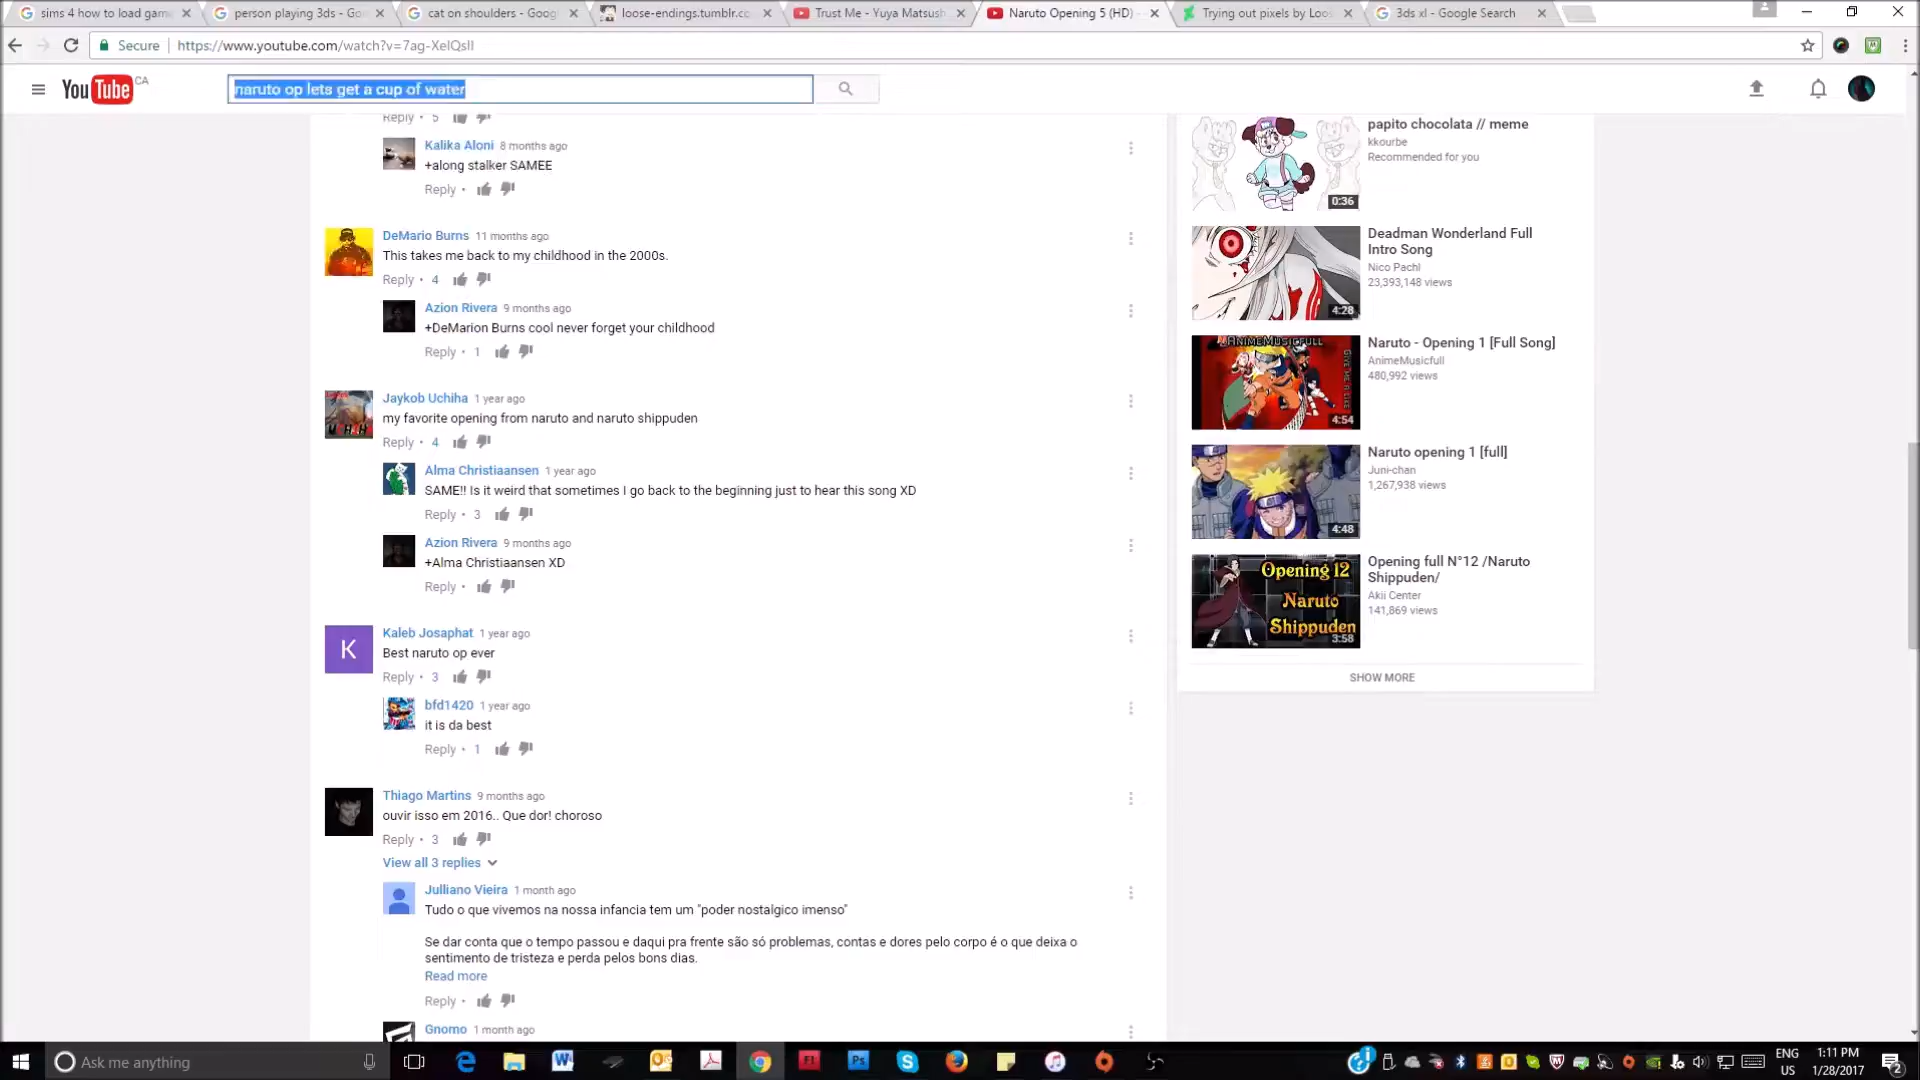 sims 4 how to load gam
person playing 3ds - Go
cat on shoulders - Goog
loose-endings.tumblr.cc
Trust Me - Yuya Matsush
Naruto Opening 5 (HD) -
Trying out pixels by Loos
3ds xl - Google Search
Secure
https://www.youtube.com/watch?v=7ag-XelQslI
YouTube CA
naruto op lets get a cup of water
Reply • 5
Kalika Aloni 8 months ago
+along stalker SAMEE
Reply •
DeMario Burns 11 months ago
This takes me back to my childhood in the 2000s.
Reply • 4
Azion Rivera 9 months ago
+DeMarion Burns cool never forget your childhood
Reply • 1
Jaykob Uchiha 1 year ago
my favorite opening from naruto and naruto shippuden
Reply • 4
Alma Christiaansen 1 year ago
SAME!! Is it weird that sometimes I go back to the beginning just to hear this song XD
Reply • 3
Azion Rivera 9 months ago
+Alma Christiaansen XD
Reply •
K
Kaleb Josaphat 1 year ago
Best naruto op ever
Reply • 3
bfd1420 1 year ago
it is da best
Reply • 1
Thiago Martins 9 months ago
ouvir isso em 2016.. Que dor! choroso
Reply • 3
View all 3 replies
Julliano Vieira 1 month ago
Tudo o que vivemos na nossa infancia tem um "poder nostalgico imenso"
Se dar conta que o tempo passou e daqui pra frente são só problemas, contas e dores pelo corpo é o que deixa o
sentimento de tristeza e perda pelos bons dias.
Read more
Reply •
Gnomo 1 month ago
papito chocolata // meme
kkourbe
Recommended for you
0:36
Deadman Wonderland Full
Intro Song
Nico Pachl
23,393,148 views
4:28
ANIMEMUSICFULL
Naruto - Opening 1 [Full Song]
AnimeMusicfull
480,992 views
4:54
Naruto opening 1 [full]
Juni-chan
1,267,938 views
4:48
Opening 12
Naruto
Shippuden
3:58
Opening full N°12 /Naruto
Shippuden/
Akii Center
141,869 views
SHOW MORE
Ask me anything
ENG
US
1:11 PM
1/28/2017
2